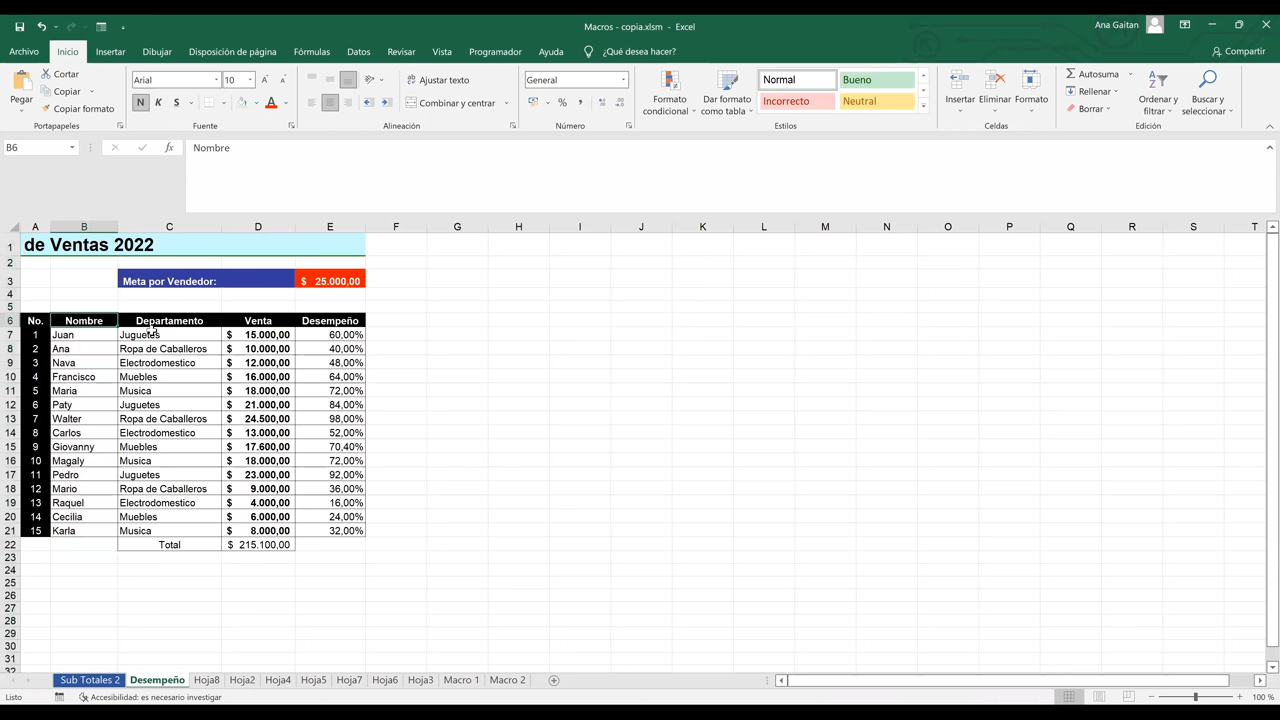 Macros - copia.xlsm - Excel
Ana Gaitan
Archivo Inicio Insertar Dibujar Disposición de página Fórmulas Datos Revisar Vista Programador Ayuda ¿Qué desea hacer? Compartir
Pegar
Cortar
Copiar
Copiar formato
Portapapeles
Arial 10
N K S
Fuente
Ajustar texto
Combinar y centrar
Alineación
General
Número
Formato condicional
Dar formato como tabla
Normal Bueno
Incorrecto Neutral
Estilos
Insertar Eliminar Formato
Celdas
Autosuma
Rellenar
Borrar
Ordenar y filtrar
Buscar y seleccionar
Edición
B6 fx Nombre
A B C D E F G H I J K L M N O P Q R S T
1 de Ventas 2022
2
3 Meta por Vendedor: $ 25.000,00
4
5
6 No. Nombre Departamento Venta Desempeño
7 1 Juan Juguetes $ 15.000,00 60,00%
8 2 Ana Ropa de Caballeros $ 10.000,00 40,00%
9 3 Nava Electrodomestico $ 12.000,00 48,00%
10 4 Francisco Muebles $ 16.000,00 64,00%
11 5 Maria Musica $ 18.000,00 72,00%
12 6 Paty Juguetes $ 21.000,00 84,00%
13 7 Walter Ropa de Caballeros $ 24.500,00 98,00%
14 8 Carlos Electrodomestico $ 13.000,00 52,00%
15 9 Giovanny Muebles $ 17.600,00 70,40%
16 10 Magaly Musica $ 18.000,00 72,00%
17 11 Pedro Juguetes $ 23.000,00 92,00%
18 12 Mario Ropa de Caballeros $ 9.000,00 36,00%
19 13 Raquel Electrodomestico $ 4.000,00 16,00%
20 14 Cecilia Muebles $ 6.000,00 24,00%
21 15 Karla Musica $ 8.000,00 32,00%
22 Total $ 215.100,00
23
24
25
26
27
28
29
30
31
32
Sub Totales 2 Desempeño Hoja8 Hoja2 Hoja4 Hoja5 Hoja7 Hoja6 Hoja3 Macro 1 Macro 2
Listo Accesibilidad: es necesario investigar 100 %